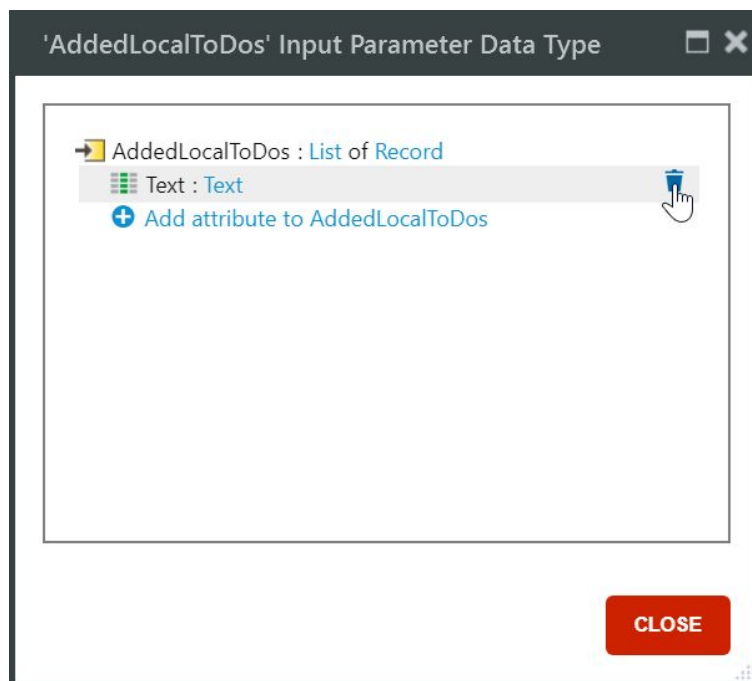 'AddedLocalToDos' Input Parameter Data Type
AddedLocalToDos : List of Record
Text : Text
Add attribute to AddedLocalToDos
CLOSE